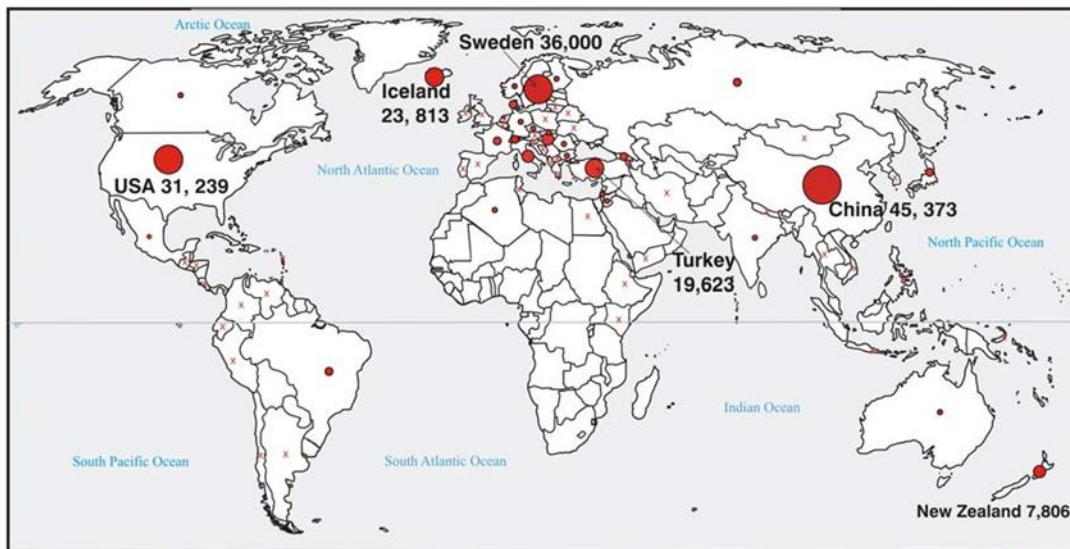 Arctic Ocean
Sweden 36,000
Iceland
23, 813
North Atlantic Ocean
USA 31, 239
China 45, 373
North Pacific Ocean
Turkey
19,623
Indian Ocean
South Pacific Ocean
South Atlantic Ocean
New Zealand 7,806